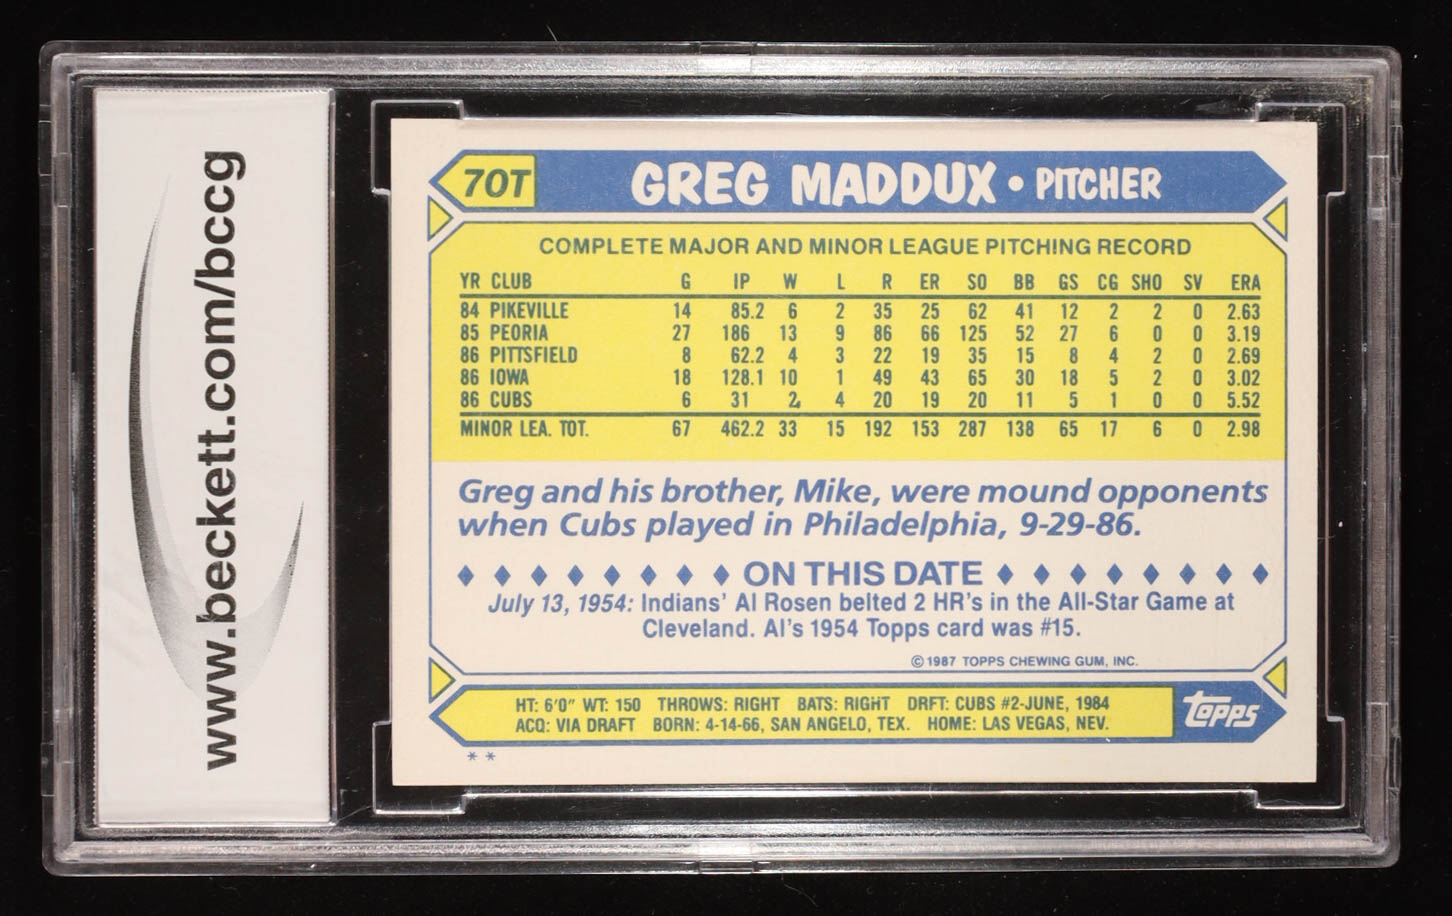 www.beckett.com/bccg
70T GREG MADDUX • PITCHER
COMPLETE MAJOR AND MINOR LEAGUE PITCHING RECORD
YR CLUB G IP W L R ER SO BB GS CG SHO SV ERA
84 PIKEVILLE 14 85.2 6 2 35 25 62 41 12 2 2 0 2.63
85 PEORIA 27 186 13 9 86 66 125 52 27 6 0 0 3.19
86 PITTSFIELD 8 62.2 4 3 22 19 35 15 8 4 2 0 2.69
86 IOWA 18 128.1 10 1 49 43 65 30 18 5 2 0 3.02
86 CUBS 6 31 2 4 20 19 20 11 5 1 0 0 5.52
MINOR LEA. TOT. 67 462.2 33 15 192 153 287 138 65 17 6 0 2.98
Greg and his brother, Mike, were mound opponents
when Cubs played in Philadelphia, 9-29-86.
ON THIS DATE
July 13, 1954: Indians' Al Rosen belted 2 HR's in the All-Star Game at
Cleveland. Al's 1954 Topps card was #15.
© 1987 TOPPS CHEWING GUM, INC.
HT: 6'0" WT: 150 THROWS: RIGHT BATS: RIGHT DRFT: CUBS #2-JUNE, 1984
ACQ: VIA DRAFT BORN: 4-14-66, SAN ANGELO, TEX. HOME: LAS VEGAS, NEV.
Topps
**